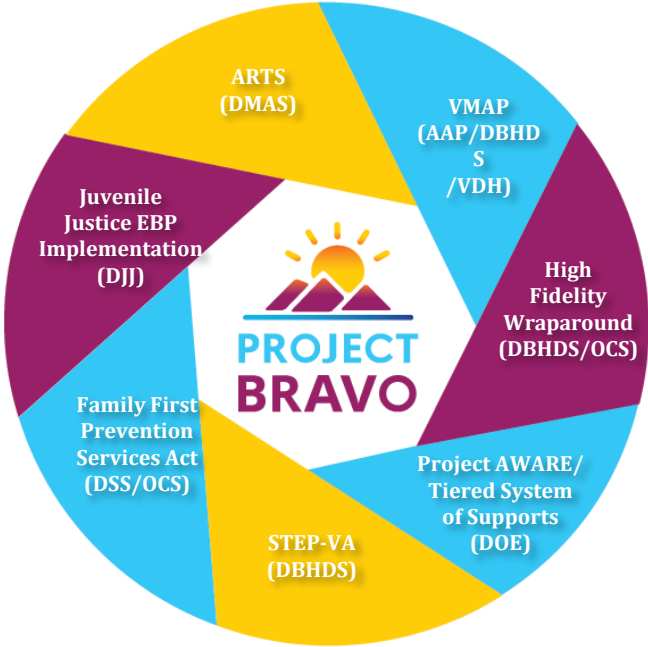 ARTS
(DMAS)
VMAP
(AAP/DBHD
S
/VDH)
High
Fidelity
Wraparound
(DBHDS/OCS)
Project AWARE/
Tiered System
of Supports
(DOE)
STEP-VA
(DBHDS)
Family First
Prevention
Services Act
(DSS/OCS)
Juvenile
Justice EBP
Implementation
(DJJ)
PROJECT
BRAVO